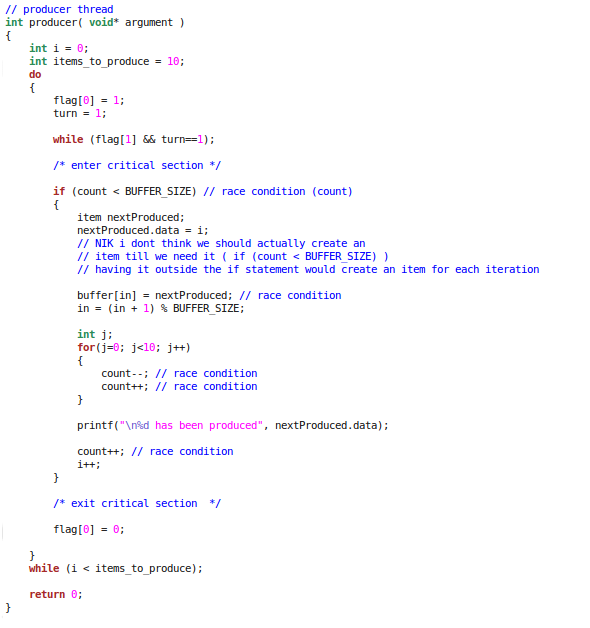 // producer thread
int producer( void* argument )
{
    int i = 0;
    int items_to_produce = 10;
    do
    {
        flag[0] = 1;
        turn = 1;

        while (flag[1] && turn==1);

        /* enter critical section */

        if (count < BUFFER_SIZE) // race condition (count)
        {
            item nextProduced;
            nextProduced.data = i;
            // NIK i dont think we should actually create an
            // item till we need it ( if (count < BUFFER_SIZE) )
            // having it outside the if statement would create an item for each iteration

            buffer[in] = nextProduced; // race condition
            in = (in + 1) % BUFFER_SIZE;

            int j;
            for(j=0; j<10; j++)
            {
                count--; // race condition
                count++; // race condition
            }

            printf("\n%d has been produced", nextProduced.data);

            count++; // race condition
            i++;
        }

        /* exit critical section  */

        flag[0] = 0;

    }
    while (i < items_to_produce);

    return 0;
}